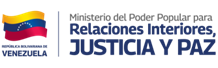 REPÚBLICA BOLIVARIANA DE
VENEZUELA
Ministerio del Poder Popular para
Relaciones Interiores,
JUSTICIA Y PAZ